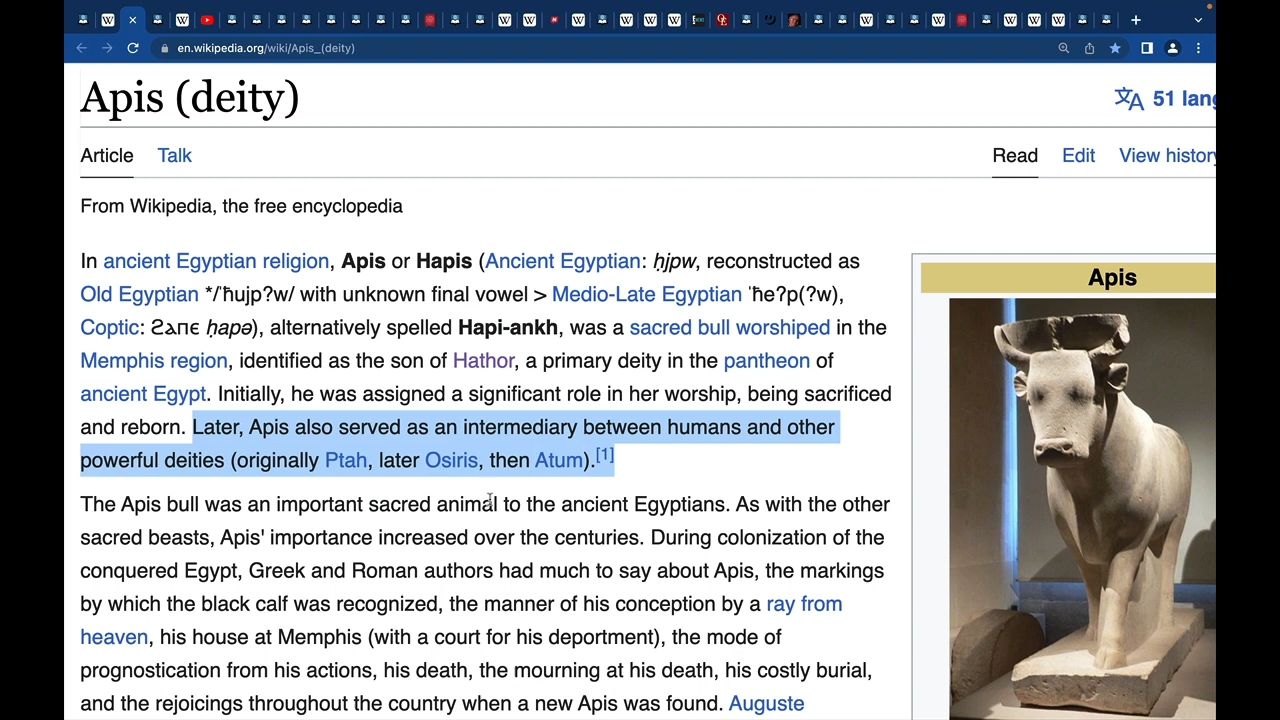 en.wikipedia.org/wiki/Apis_(deity)
Apis (deity)
51 lang
Article Talk Read Edit View history
From Wikipedia, the free encyclopedia
In ancient Egyptian religion, Apis or Hapis (Ancient Egyptian: ḥjpw, reconstructed as
Old Egyptian */ˈħujp?w/ with unknown final vowel > Medio-Late Egyptian ˈħe?p(?w),
Coptic: ϩⲁⲡⲉ ḥapə), alternatively spelled Hapi-ankh, was a sacred bull worshiped in the
Memphis region, identified as the son of Hathor, a primary deity in the pantheon of
ancient Egypt. Initially, he was assigned a significant role in her worship, being sacrificed
and reborn. Later, Apis also served as an intermediary between humans and other
powerful deities (originally Ptah, later Osiris, then Atum).[1]
The Apis bull was an important sacred animal to the ancient Egyptians. As with the other
sacred beasts, Apis' importance increased over the centuries. During colonization of the
conquered Egypt, Greek and Roman authors had much to say about Apis, the markings
by which the black calf was recognized, the manner of his conception by a ray from
heaven, his house at Memphis (with a court for his deportment), the mode of
prognostication from his actions, his death, the mourning at his death, his costly burial,
and the rejoicings throughout the country when a new Apis was found. Auguste
Apis